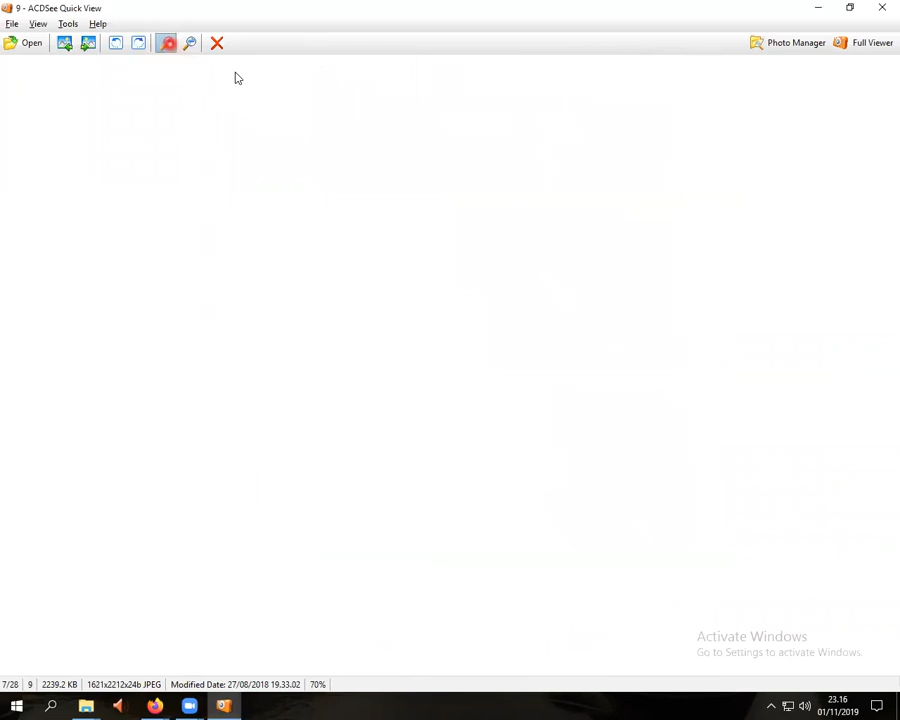 9 - ACDSee Quick View
File View Tools Help
Open Photo Manager Full Viewer
Activate Windows
Go to Settings to activate Windows.
7/28 9 2239.2 KB 1621x2212x24b JPEG Modified Date: 27/08/2018 19.33.02 70%
23.16
01/11/2019